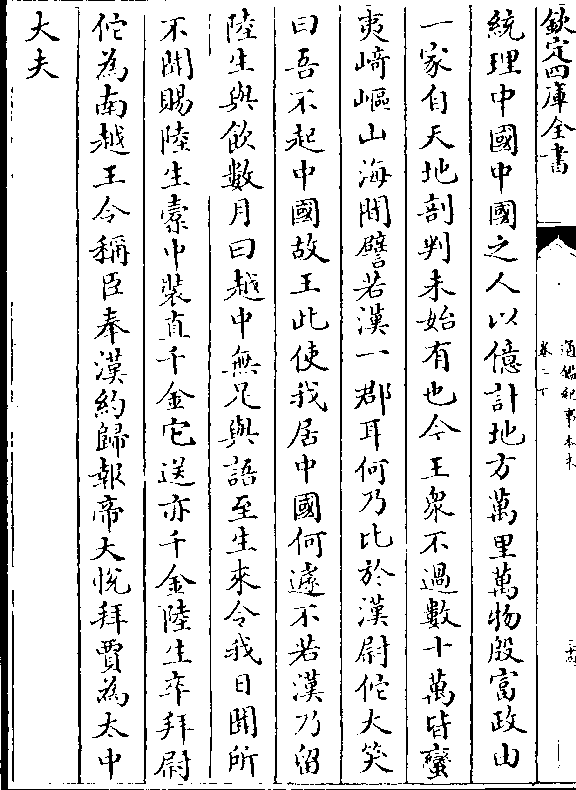 欽定四庫全書
通鑑紀事本末
卷二下
三十四
統理中國中國之人以億計地方萬里萬物殷富政由
一家自天地剖判未始有也今王衆不過數十萬皆蠻
夷﨑嶇山海間譬若漢一郡耳何乃比於漢尉佗大笑
曰吾不起中國故王此使我居中國何遽不若漢乃留
陸生與飲數月曰越中無足與語至生來令我日聞所
不聞賜陸生橐中裝直千金它送亦千金陸生卒拜尉
佗為南越王令稱臣奉漢約歸報帝大悦拜賈為太中
大夫